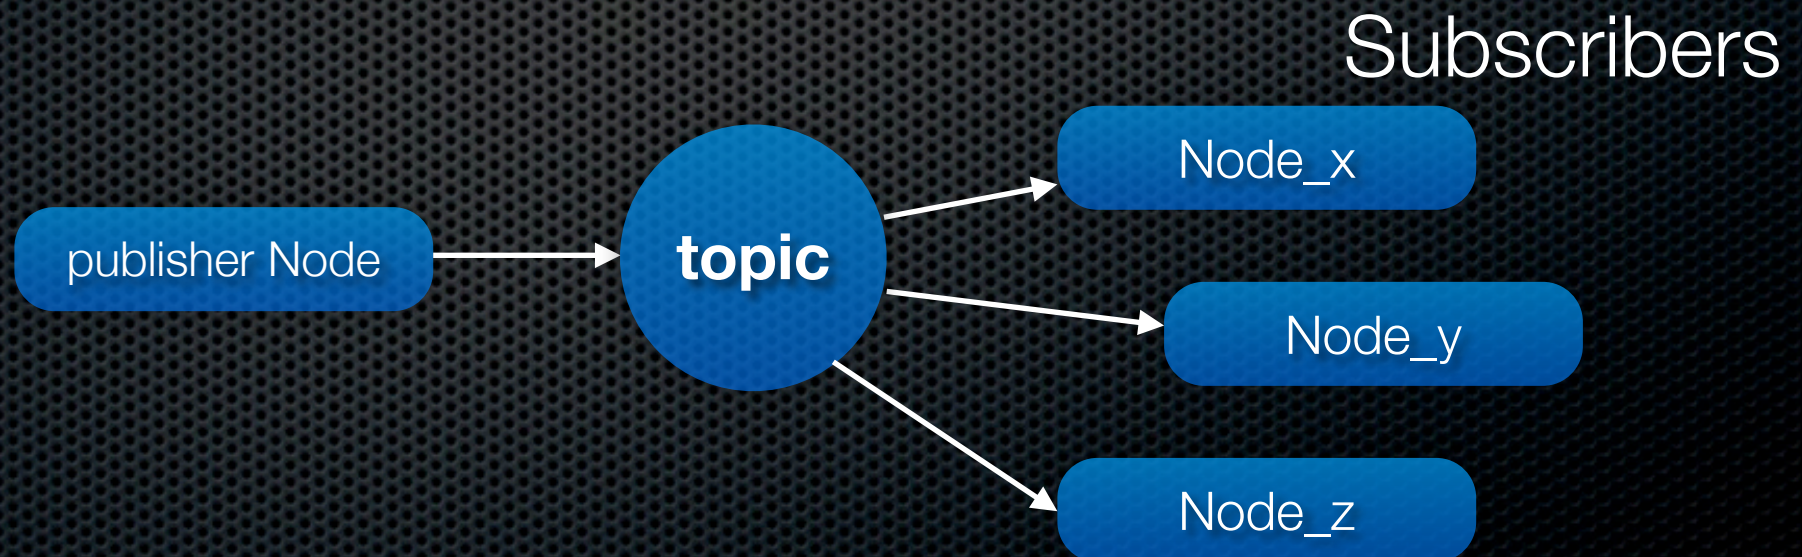 Subscribers
Node_x
publisher Node
topic
Node_y
Node_z